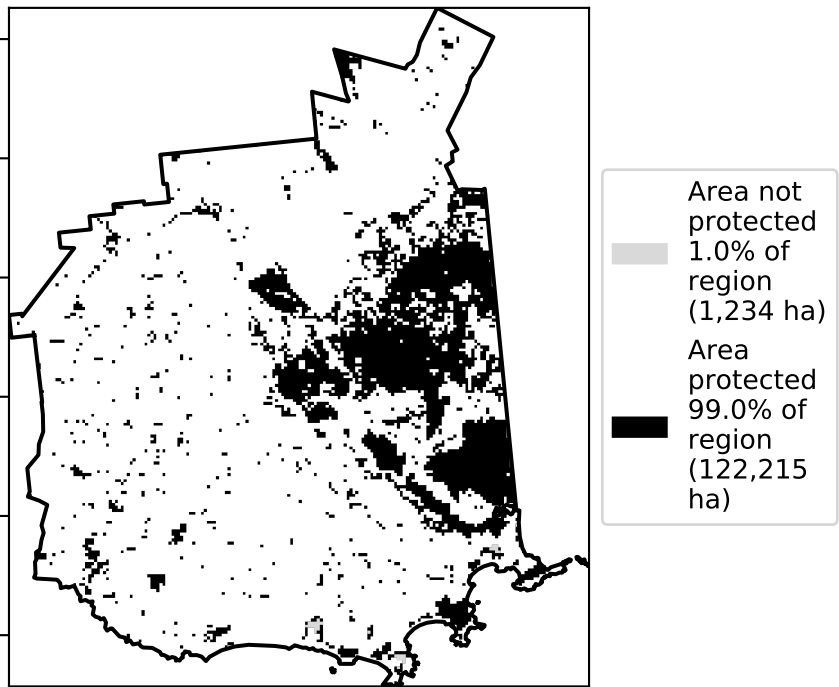 Area not
protected
1.0% of
region
(1,234 ha)
Area
protected
99.0% of
region
(122,215
ha)